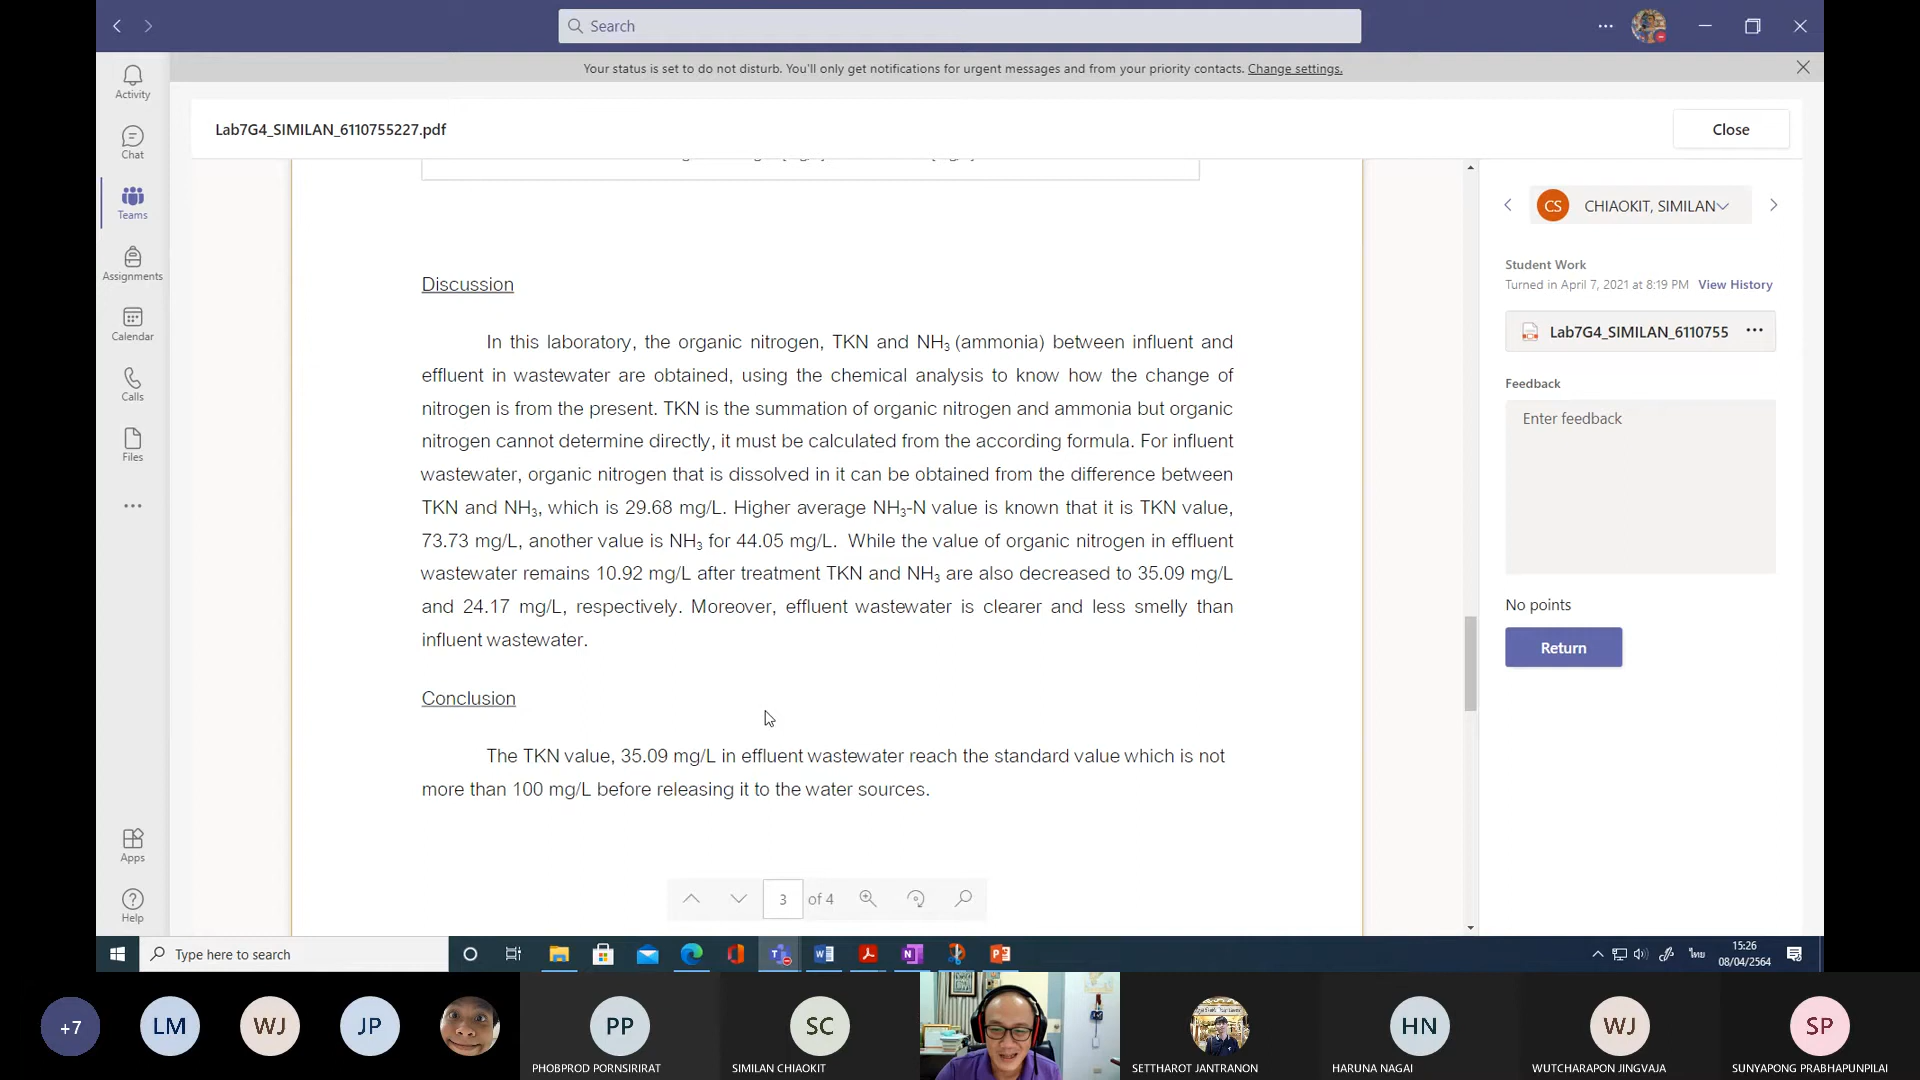 Search
Your status is set to do not disturb. You'll only get notifications for urgent messages and from your priority contacts. Change settings.
Activity
Chat
Teams
Assignments
Calendar
Calls
Files
Apps
Help
Lab7G4_SIMILAN_6110755227.pdf
Close
Discussion
In this laboratory, the organic nitrogen, TKN and NH₃ (ammonia) between influent and
effluent in wastewater are obtained, using the chemical analysis to know how the change of
nitrogen is from the present. TKN is the summation of organic nitrogen and ammonia but organic
nitrogen cannot determine directly, it must be calculated from the according formula. For influent
wastewater, organic nitrogen that is dissolved in it can be obtained from the difference between
TKN and NH₃, which is 29.68 mg/L. Higher average NH₃-N value is known that it is TKN value,
73.73 mg/L, another value is NH₃ for 44.05 mg/L. While the value of organic nitrogen in effluent
wastewater remains 10.92 mg/L after treatment TKN and NH₃ are also decreased to 35.09 mg/L
and 24.17 mg/L, respectively. Moreover, effluent wastewater is clearer and less smelly than
influent wastewater.
Conclusion
The TKN value, 35.09 mg/L in effluent wastewater reach the standard value which is not
more than 100 mg/L before releasing it to the water sources.
3 of 4
CS CHIAOKIT, SIMILAN
Student Work
Turned in April 7, 2021 at 8:19 PM View History
Lab7G4_SIMILAN_6110755
Feedback
Enter feedback
No points
Return
Type here to search
ไทย
15:26
08/04/2564
+7
LM
WJ
JP
PP
SC
HN
WJ
SP
PHOBPROD PORNSIRIRAT
SIMILAN CHIAOKIT
SETTHAROT JANTRANON
HARUNA NAGAI
WUTCHARAPON JINGVAJA
SUNYAPONG PRABHAPUNPILAI